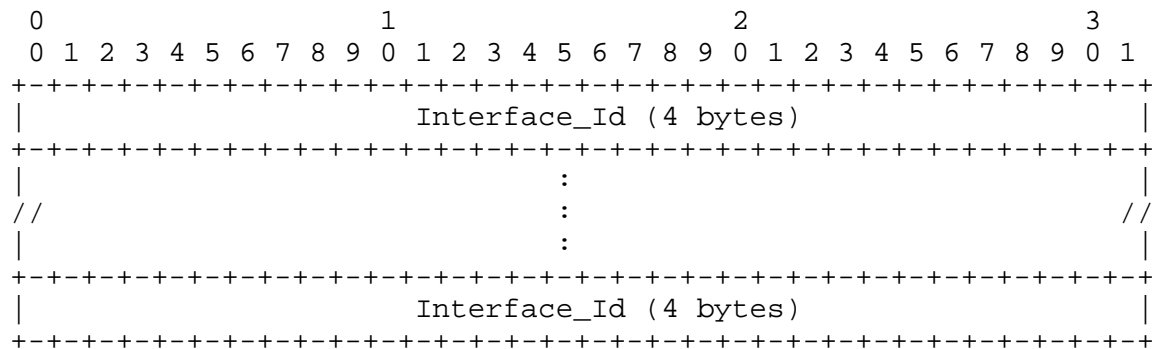 0                   1                   2                   3
 0 1 2 3 4 5 6 7 8 9 0 1 2 3 4 5 6 7 8 9 0 1 2 3 4 5 6 7 8 9 0 1
+-+-+-+-+-+-+-+-+-+-+-+-+-+-+-+-+-+-+-+-+-+-+-+-+-+-+-+-+-+-+-+-+
|                      Interface_Id (4 bytes)                   |
+-+-+-+-+-+-+-+-+-+-+-+-+-+-+-+-+-+-+-+-+-+-+-+-+-+-+-+-+-+-+-+-+
|                              :                                |
//                             :                               //
|                              :                                |
+-+-+-+-+-+-+-+-+-+-+-+-+-+-+-+-+-+-+-+-+-+-+-+-+-+-+-+-+-+-+-+-+
|                      Interface_Id (4 bytes)                   |
+-+-+-+-+-+-+-+-+-+-+-+-+-+-+-+-+-+-+-+-+-+-+-+-+-+-+-+-+-+-+-+-+